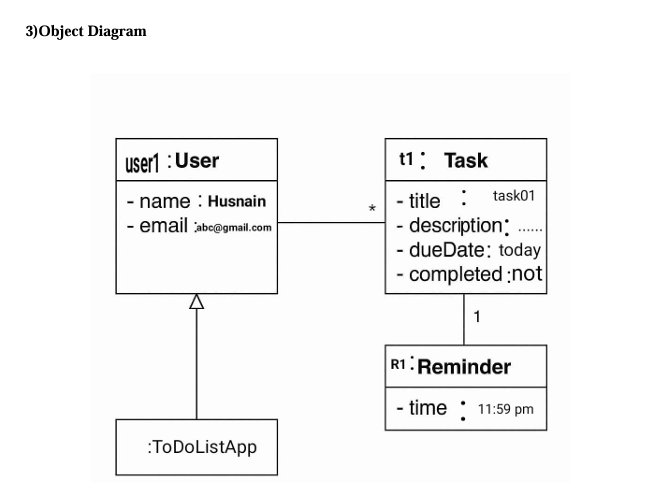 3)Object Diagram
user1 : User
- name : Husnain
- email :abc@gmail.com
*
t1 : Task
- title : task01
- description: ......
- dueDate: today
- completed :not
1
R1 : Reminder
- time : 11:59 pm
:ToDoListApp